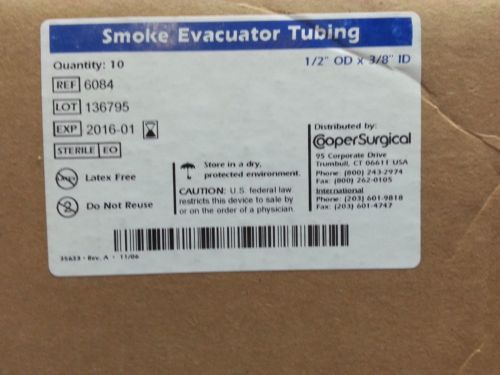 Smoke Evacuator Tubing
Quantity: 10
1/2" OD x 3/8" ID
REF 6084
LOT 136795
EXP 2016-01
STERILE EO
Latex Free
Do Not Reuse
Store in a dry,
protected environment.
CAUTION: U.S. federal law
restricts this device to sale by
or on the order of a physician.
Distributed by:
CooperSurgical
95 Corporate Drive
Trumbull, CT 06611 USA
Phone: (800) 243-2974
Fax: (800) 262-0105
International
Phone: (203) 601-9818
Fax: (203) 601-4747
35633 • Rev. A • 11/06